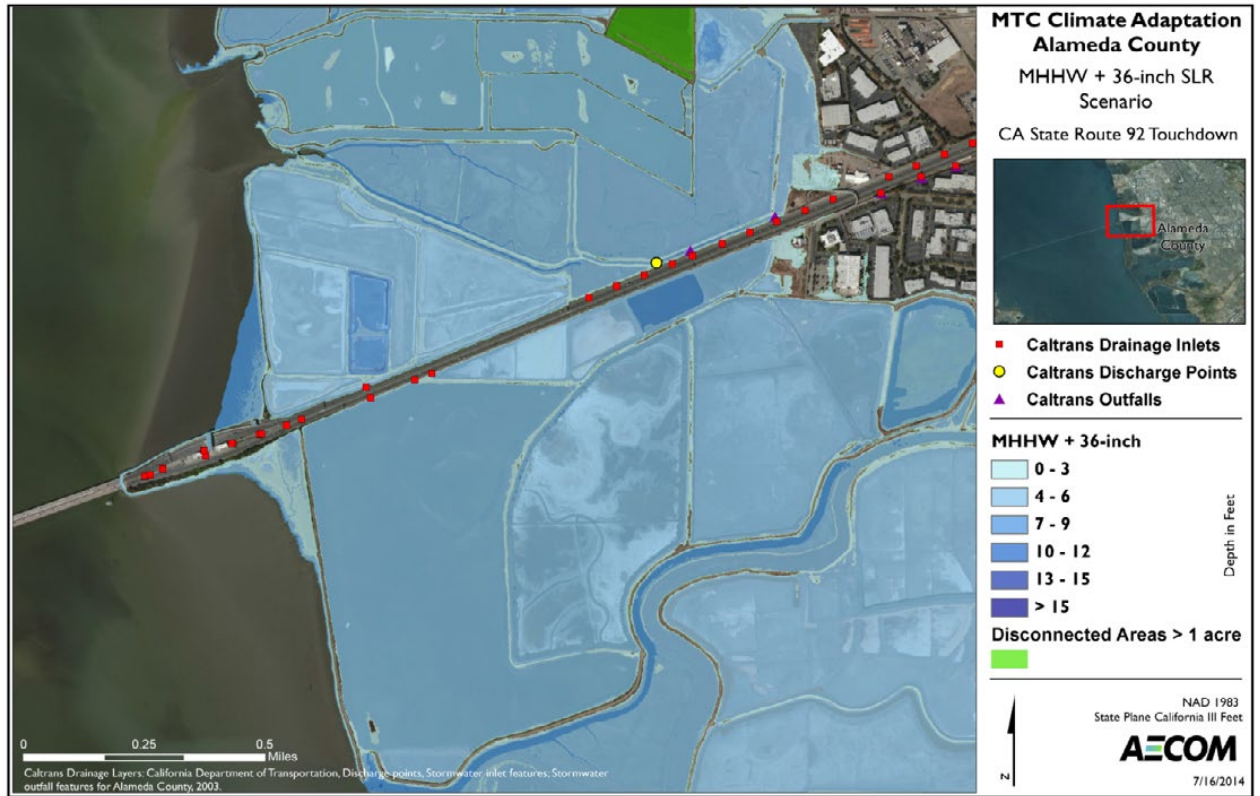 MTC Climate Adaptation
Alameda County
MHHW + 36-inch SLR
Scenario
CA State Route 92 Touchdown
Alameda
County
Caltrans Drainage Inlets
Caltrans Discharge Points
Caltrans Outfalls
MHHW + 36-inch
0 - 3
4 - 6
7 - 9
10 - 12
13 - 15
> 15
Depth in Feet
Disconnected Areas > 1 acre
N
NAD 1983
State Plane California III Feet
AECOM
7/16/2014
0 0.25 0.5
Miles
Caltrans Drainage Layers: California Department of Transportation, Discharge points, Stormwater inlet features; Stormwater
outfall features for Alameda County, 2003.